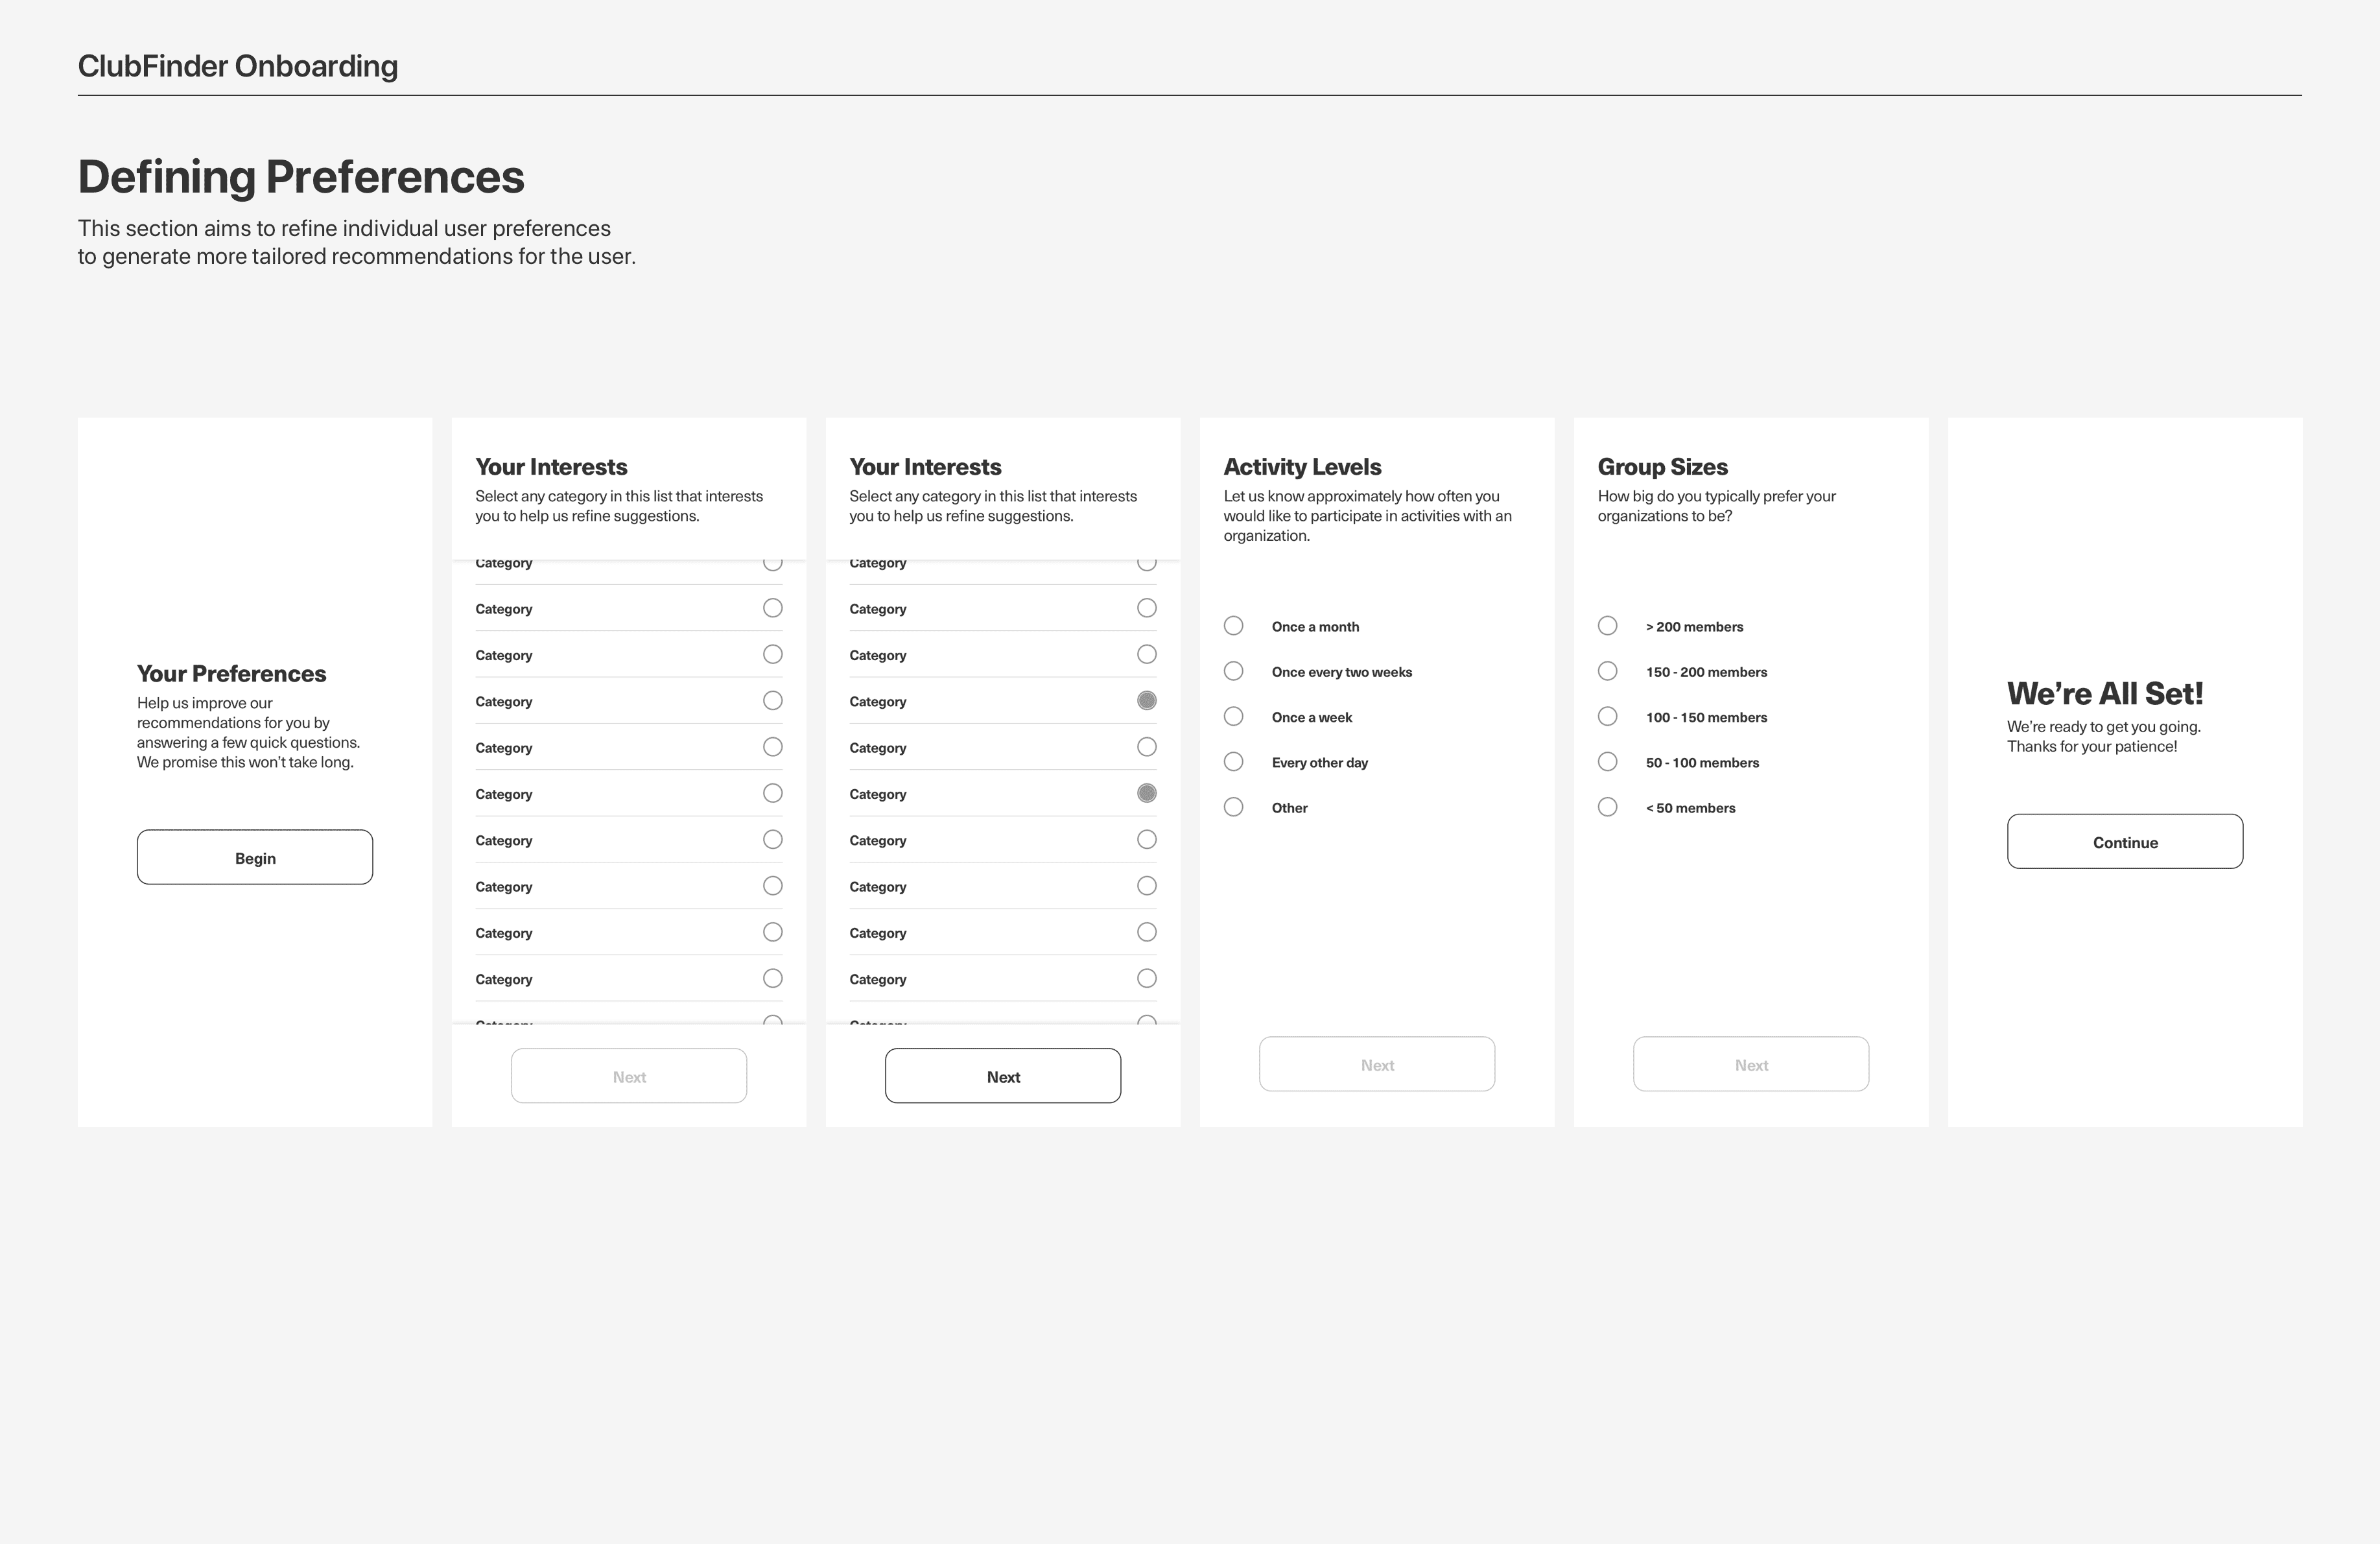 ClubFinder Onboarding
Defining Preferences
This section aims to refine individual user preferences
to generate more tailored recommendations for the user.
Your Preferences
Help us improve our
recommendations for you by
answering a few quick questions.
We promise this won’t take long.
Begin
Your Interests
Select any category in this list that interests
you to help us refine suggestions.
Category
Category
Category
Category
Category
Category
Category
Category
Category
Category
Category
Next
Your Interests
Select any category in this list that interests
you to help us refine suggestions.
Category
Category
Category
Category
Category
Category
Category
Category
Category
Category
Category
Next
Activity Levels
Let us know approximately how often you
would like to participate in activities with an
organization.
Once a month
Once every two weeks
Once a week
Every other day
Other
Next
Group Sizes
How big do you typically prefer your
organizations to be?
> 200 members
150 - 200 members
100 - 150 members
50 - 100 members
< 50 members
Next
We’re All Set!
We’re ready to get you going.
Thanks for your patience!
Continue